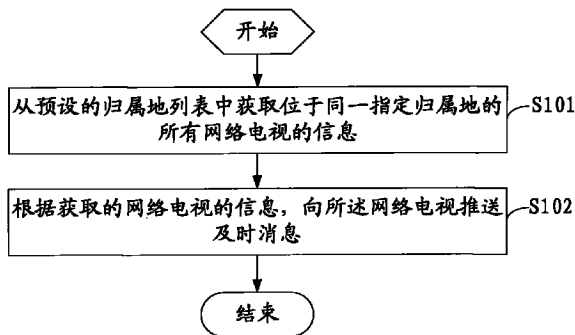 开始
从预设的归属地列表中获取位于同一指定归属地的
所有网络电视的信息
S101
根据获取的网络电视的信息，向所述网络电视推送
及时消息
S102
结束